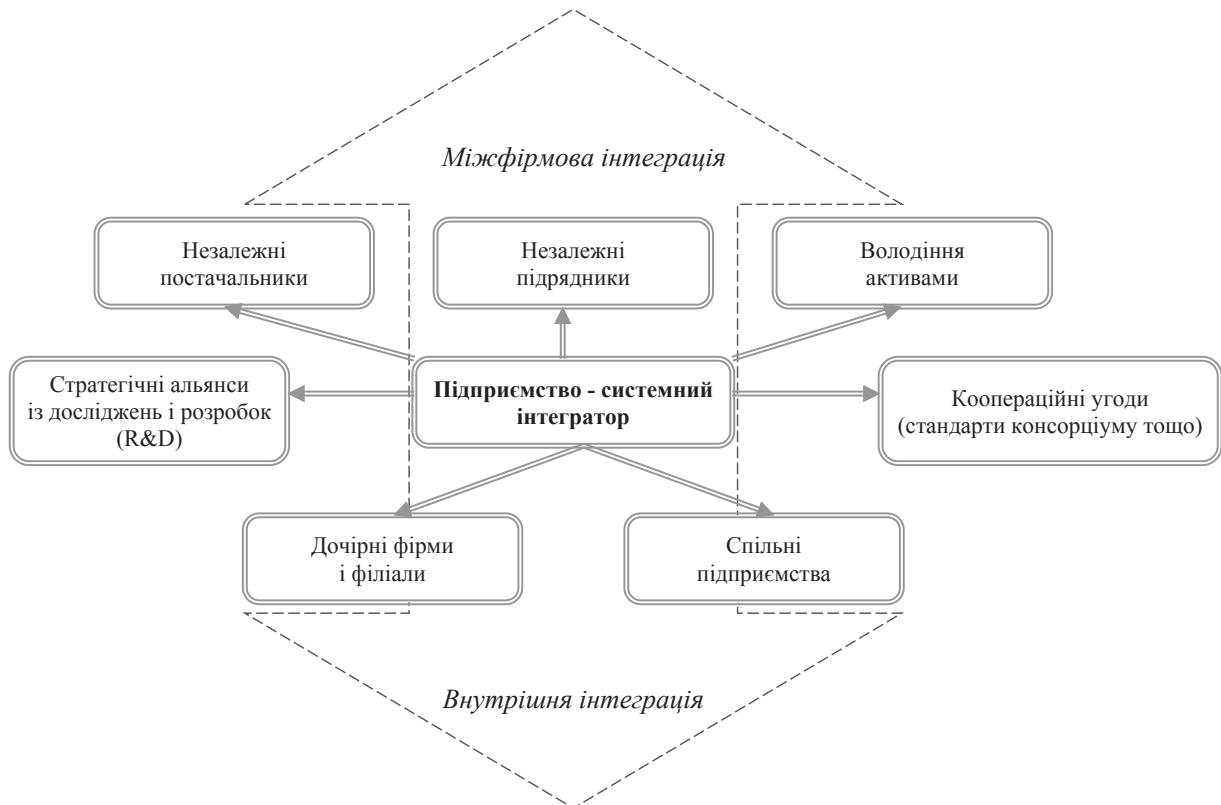 Міжфірмова інтеграція
Незалежні
постачальники
Незалежні
підрядники
Володіння
активами
Стратегічні альянси
із досліджень і розробок
(R&D)
Підприємство - системний
інтегратор
Коопераційні угоди
(стандарти консорціуму тощо)
Дочірні фірми
і філіали
Спільні
підприємства
Внутрішня інтеграція